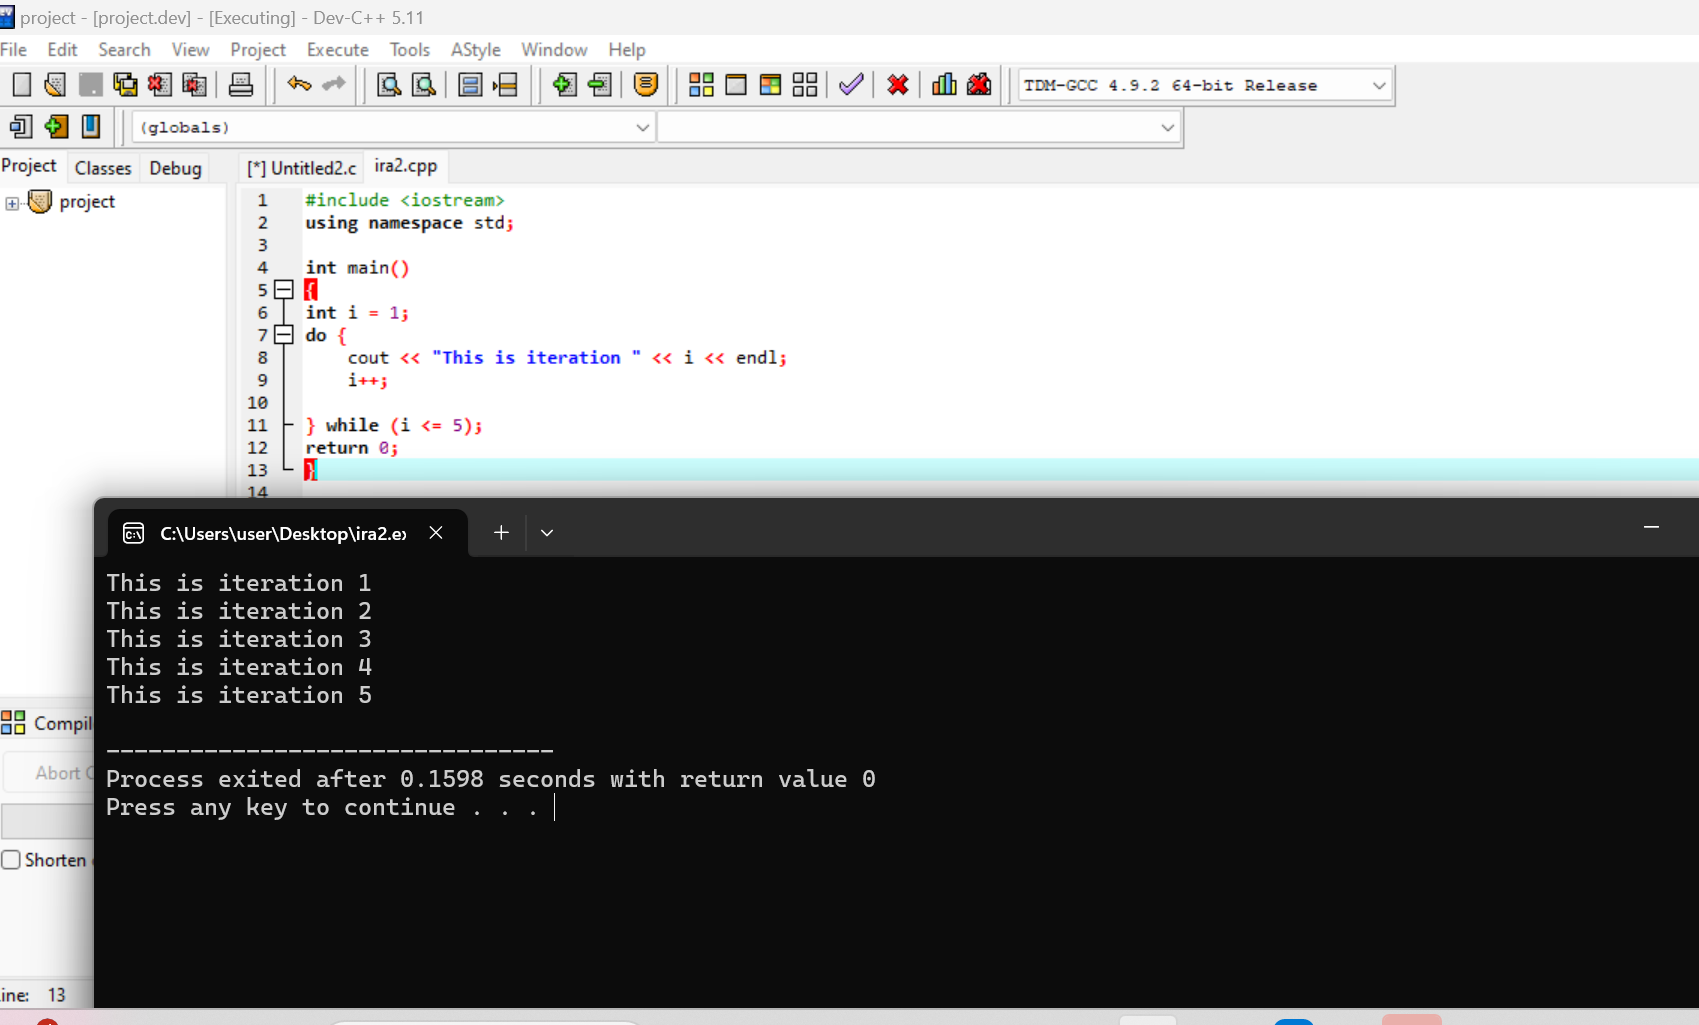 project - [project.dev] - [Executing] - Dev-C++ 5.11
File Edit Search View Project Execute Tools AStyle Window Help
TDM-GCC 4.9.2 64-bit Release
(globals)
Project Classes Debug [*] Untitled2.c ira2.cpp
project
1 #include <iostream>
2 using namespace std;
3
4 int main()
5 {
6 int i = 1;
7 do {
8 cout << "This is iteration " << i << endl;
9 i++;
10
11 } while (i <= 5);
12 return 0;
13 }
14
C:\Users\user\Desktop\ira2.ex
This is iteration 1
This is iteration 2
This is iteration 3
This is iteration 4
This is iteration 5
--------------------------------
Process exited after 0.1598 seconds with return value 0
Press any key to continue . . .
Compil
Abort
Shorten
ine: 13